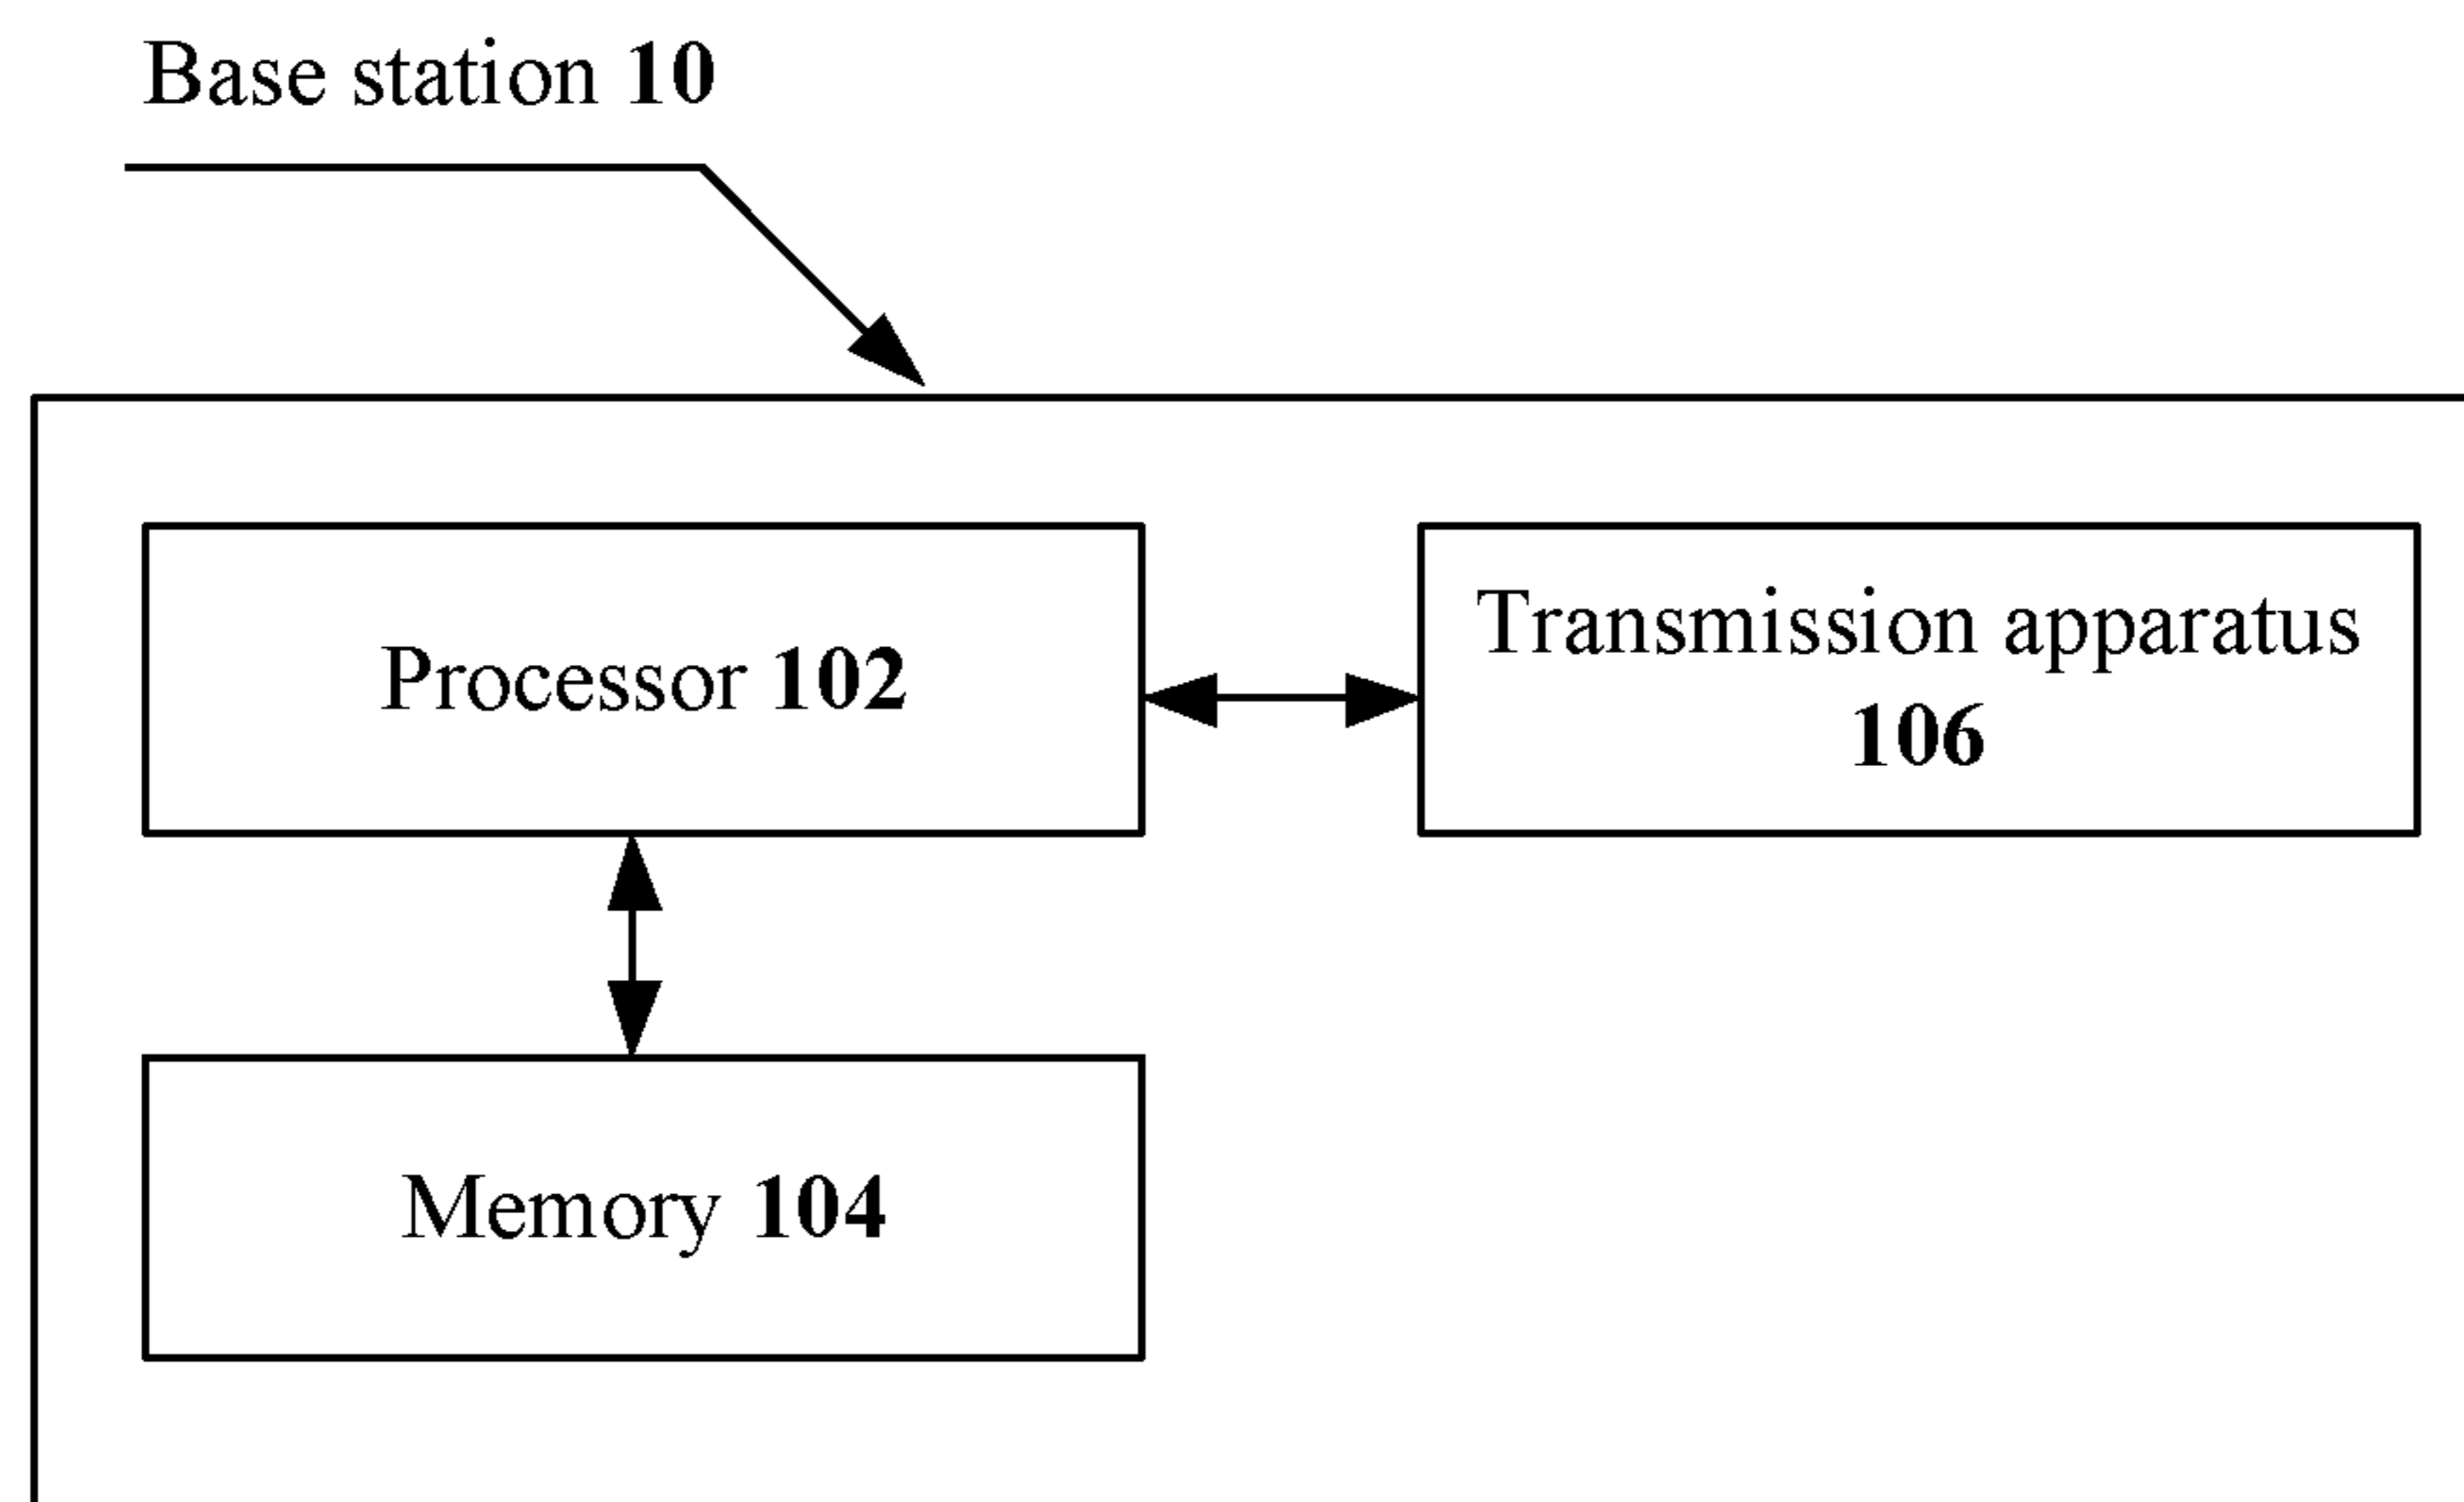 Base station 10
Processor 102
Transmission apparatus
106
Memory 104